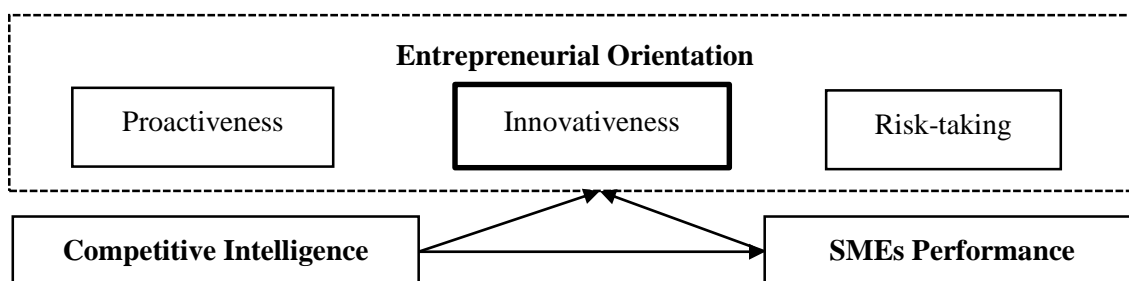 Entrepreneurial Orientation
Proactiveness
Innovativeness
Risk-taking
Competitive Intelligence
SMEs Performance